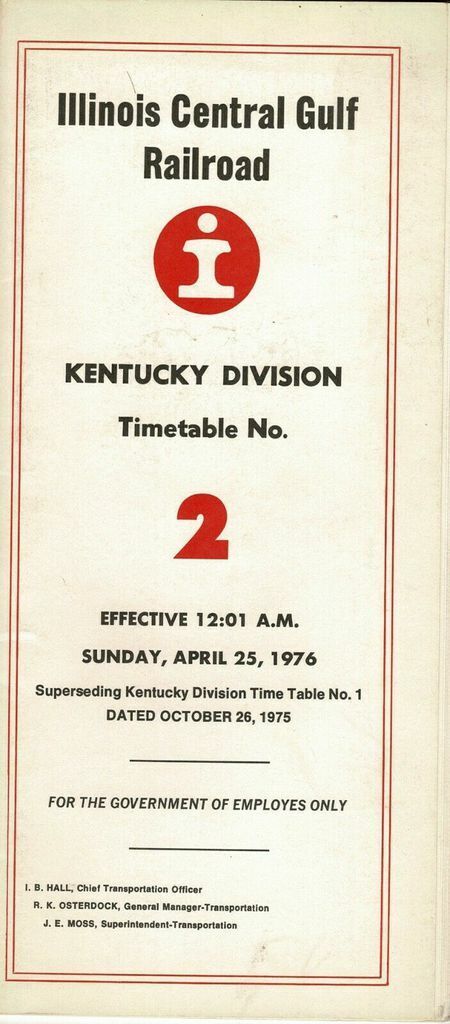 Illinois Central Gulf
Railroad
i
KENTUCKY DIVISION
Timetable No.
2
EFFECTIVE 12:01 A.M.
SUNDAY, APRIL 25, 1976
Superseding Kentucky Division Time Table No. 1
DATED OCTOBER 26, 1975
FOR THE GOVERNMENT OF EMPLOYES ONLY
I. B. HALL, Chief Transportation Officer
R. K. OSTERDOCK, General Manager-Transportation
J. E. MOSS, Superintendent-Transportation